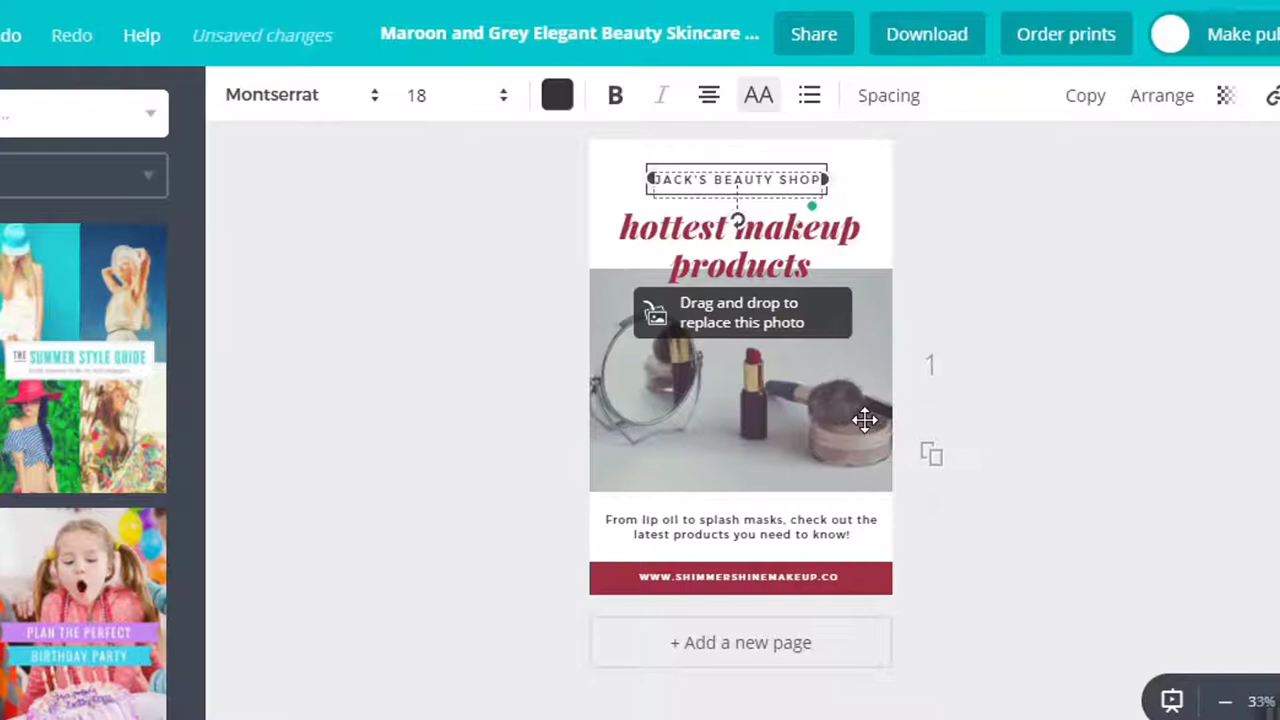 do Redo Help Unsaved changes Maroon and Grey Elegant Beauty Skincare ... Share Download Order prints Make pu
Montserrat 18 B I AA Spacing Copy Arrange
...
JACK'S BEAUTY SHOP
hottest makeup
products
Drag and drop to
replace this photo
1
From lip oil to splash masks, check out the
latest products you need to know!
WWW.SHIMMERSHINEMAKEUP.CO
+ Add a new page
THE SUMMER STYLE GUIDE
PLAN THE PERFECT
BIRTHDAY PARTY
33%